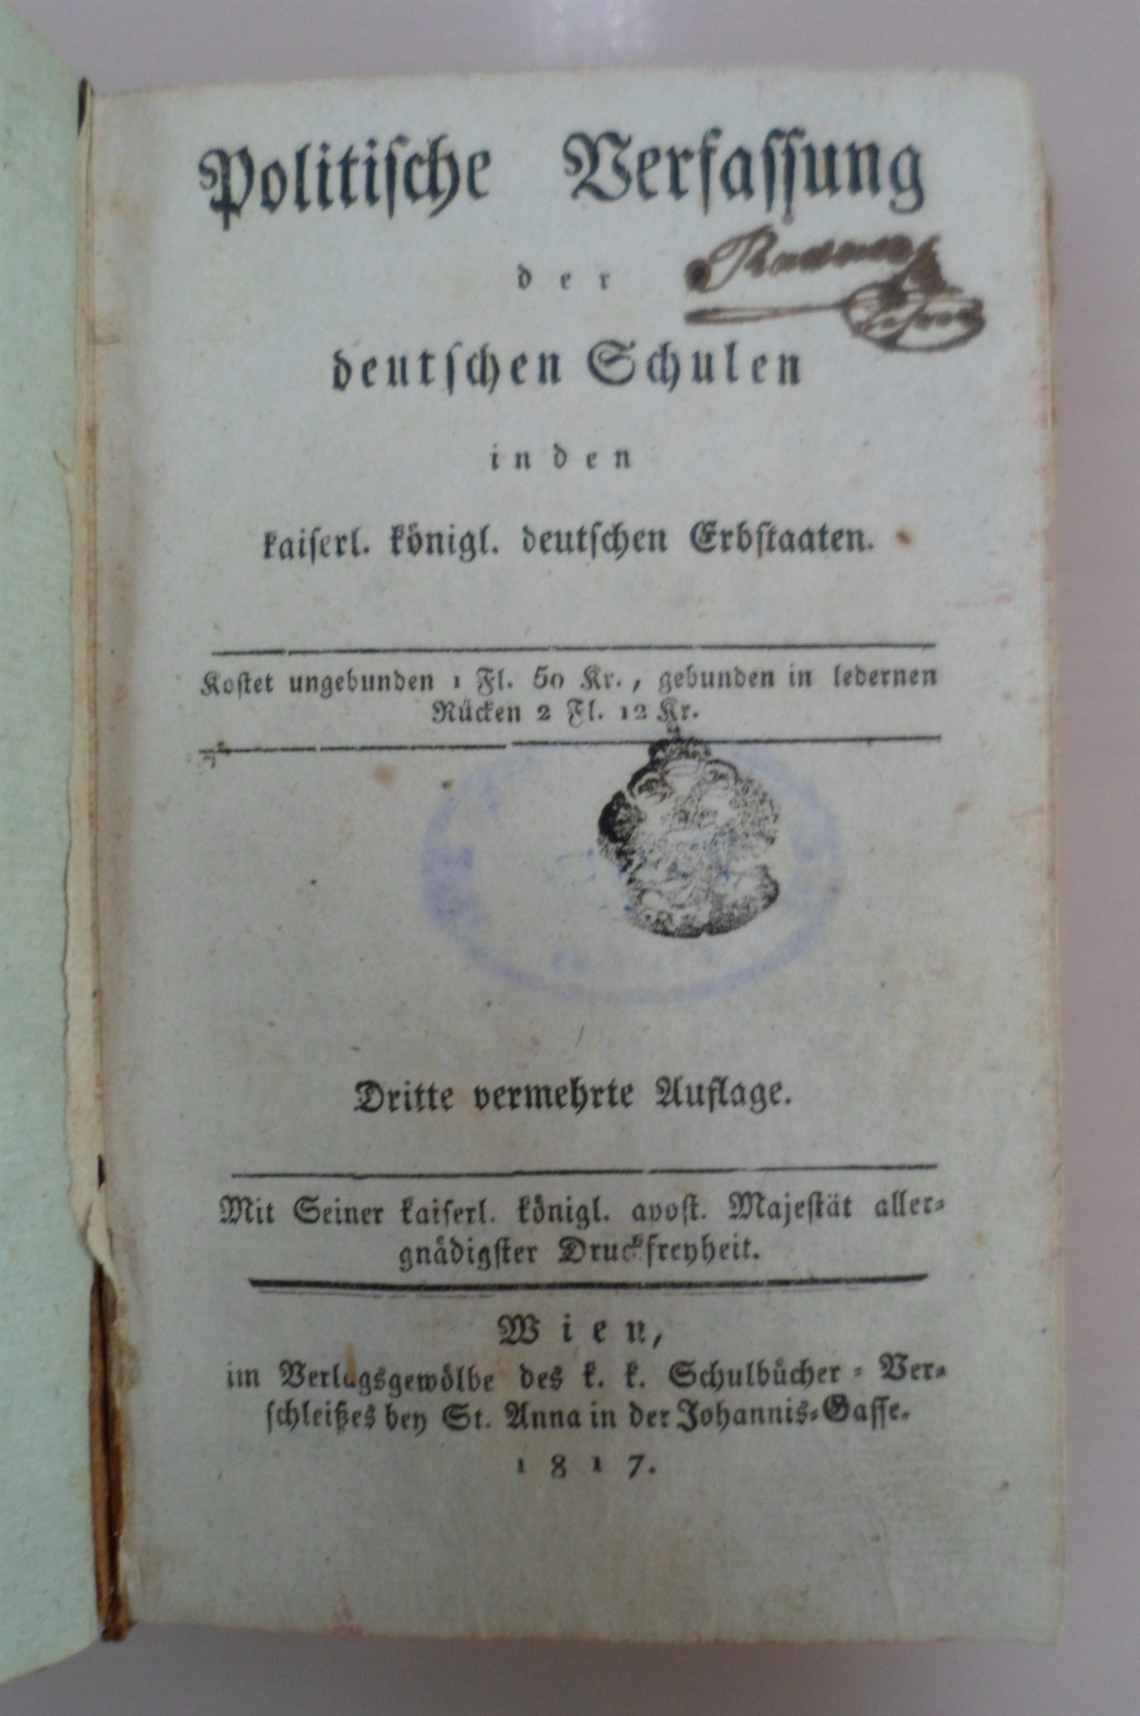 Politische Verfassung
der
deutschen Schulen
in den
kaiserl. königl. deutschen Erbstaaten.
Kostet ungebunden 1 Fl. 50 Kr., gebunden in ledernen
Rücken 2 Fl. 12 Kr.
Dritte vermehrte Auflage.
Mit Seiner kaiserl. königl. apost. Majestät aller-
gnädigster Druckfreyheit.
Wien,
im Verlagsgewölbe des k. k. Schulbücher-Ver-
schleißes bey St. Anna in der Johannis-Gasse.
1817.